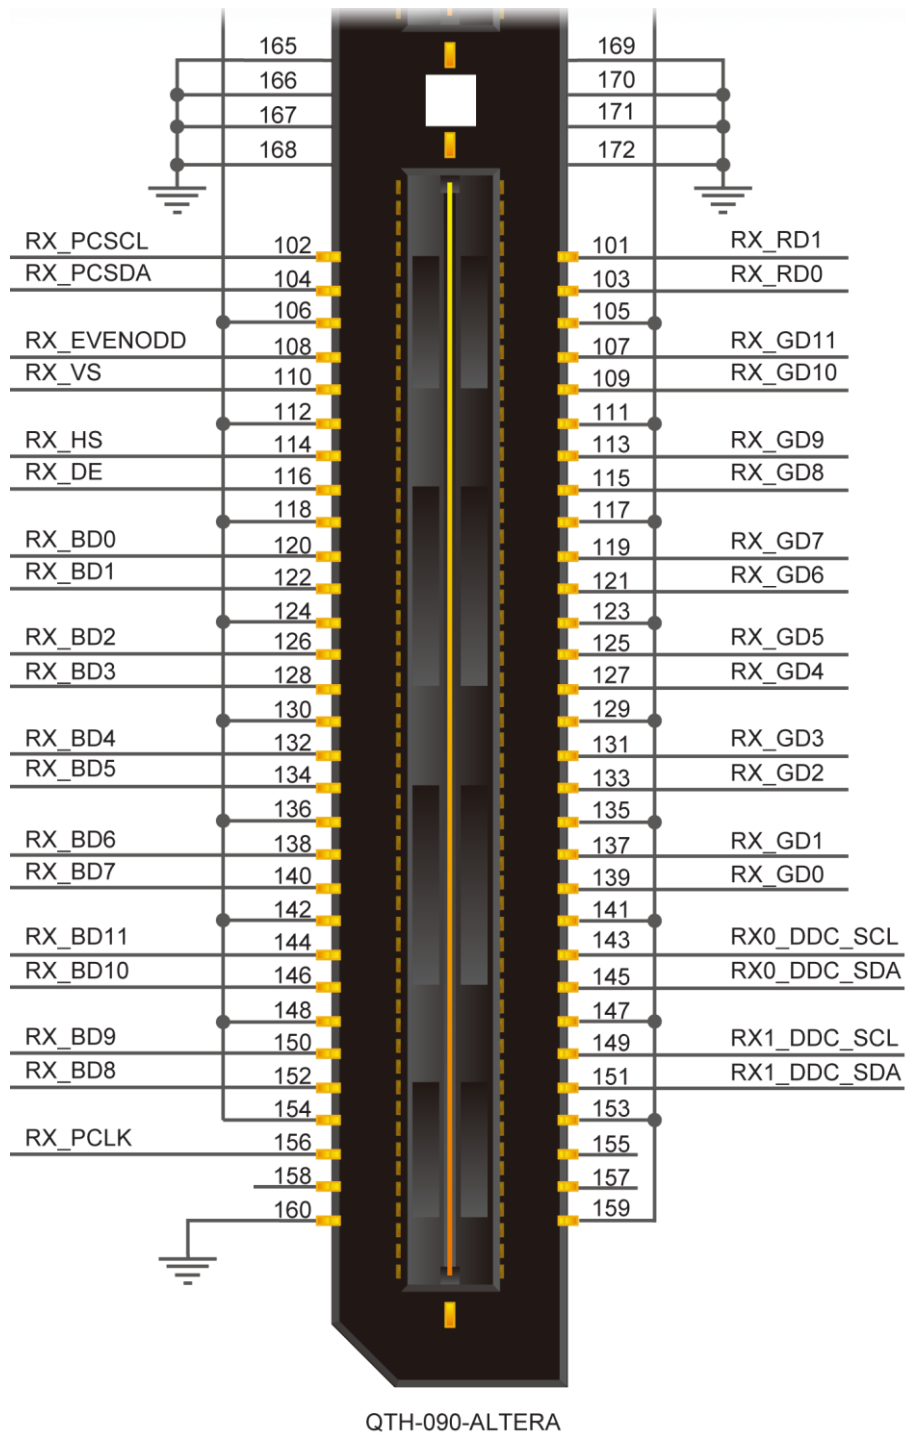 165 169
166 170
167 171
168 172
RX_PCSCL 102 101 RX_RD1
RX_PCSDA 104 103 RX_RD0
106 105
RX_EVENODD 108 107 RX_GD11
RX_VS 110 109 RX_GD10
112 111
RX_HS 114 113 RX_GD9
RX_DE 116 115 RX_GD8
118 117
RX_BD0 120 119 RX_GD7
RX_BD1 122 121 RX_GD6
124 123
RX_BD2 126 125 RX_GD5
RX_BD3 128 127 RX_GD4
130 129
RX_BD4 132 131 RX_GD3
RX_BD5 134 133 RX_GD2
136 135
RX_BD6 138 137 RX_GD1
RX_BD7 140 139 RX_GD0
142 141
RX_BD11 144 143 RX0_DDC_SCL
RX_BD10 146 145 RX0_DDC_SDA
148 147
RX_BD9 150 149 RX1_DDC_SCL
RX_BD8 152 151 RX1_DDC_SDA
154 153
RX_PCLK 156 155
158 157
160 159
QTH-090-ALTERA